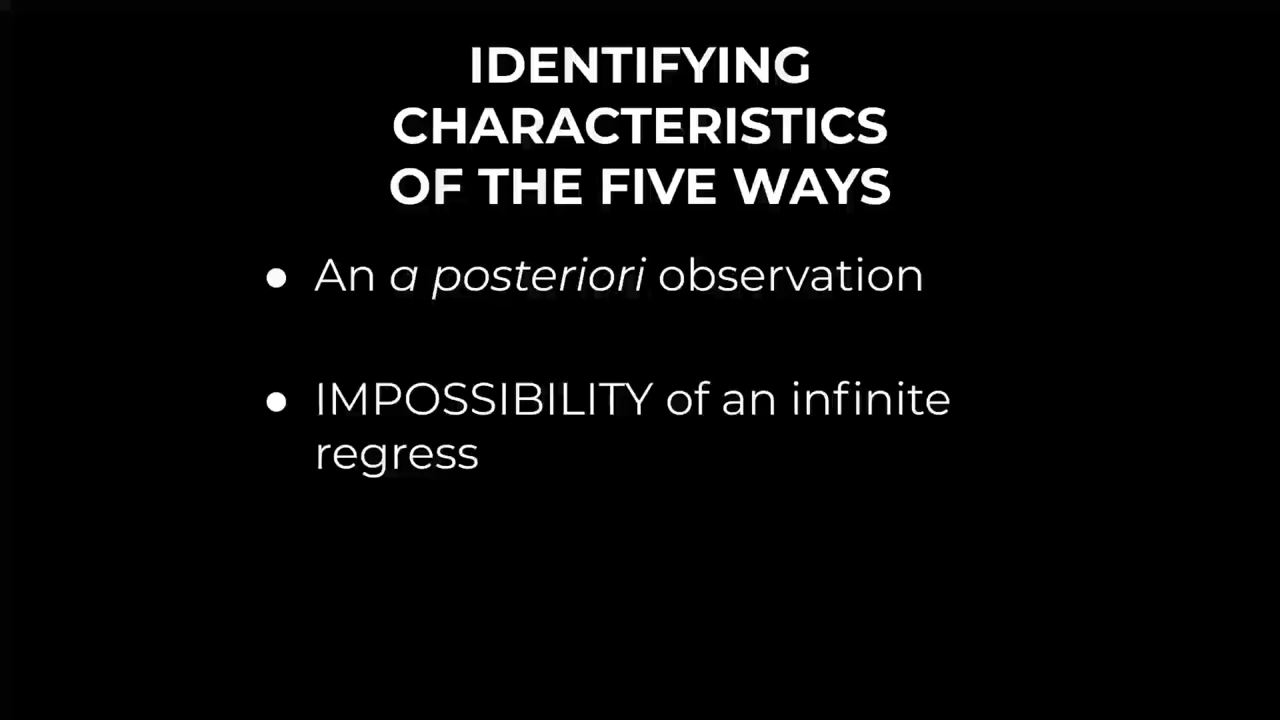 IDENTIFYING
CHARACTERISTICS
OF THE FIVE WAYS
● An a posteriori observation
● IMPOSSIBILITY of an infinite
regress